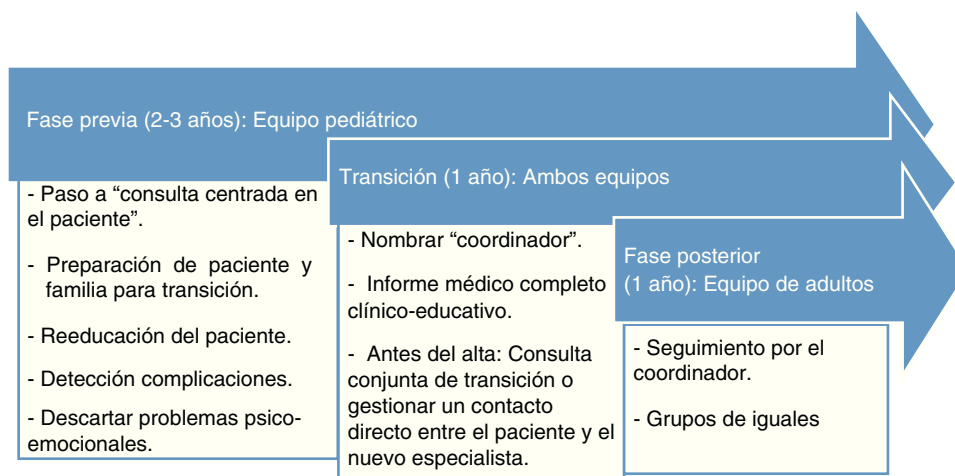 Fase previa (2-3 años): Equipo pediátrico
- Paso a “consulta centrada en
el paciente”.
- Preparación de paciente y
familia para transición.
- Reeducación del paciente.
- Detección complicaciones.
- Descartar problemas psico-
emocionales.
Transición (1 año): Ambos equipos
- Nombrar “coordinador”.
- Informe médico completo
clínico-educativo.
- Antes del alta: Consulta
conjunta de transición o
gestionar un contacto
directo entre el paciente y el
nuevo especialista.
Fase posterior
(1 año): Equipo de adultos
- Seguimiento por el
coordinador.
- Grupos de iguales